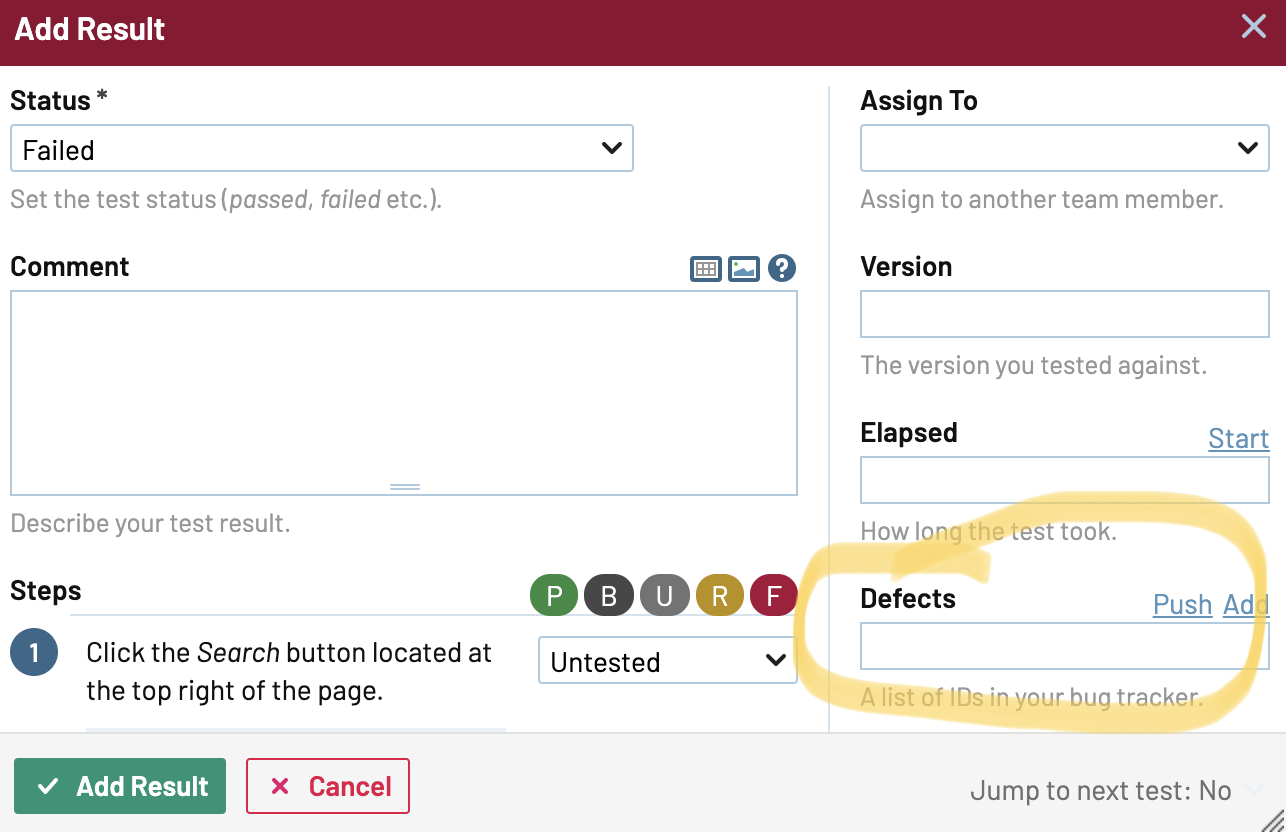 Add Result
Status *
Failed
Set the test status (passed, failed etc.).
Comment
Describe your test result.
Steps
P B U R F
1
Click the Search button located at
the top right of the page.
Untested
Assign To
Assign to another team member.
Version
The version you tested against.
Elapsed
Start
How long the test took.
Defects
Push Add
A list of IDs in your bug tracker.
Add Result
Cancel
Jump to next test: No